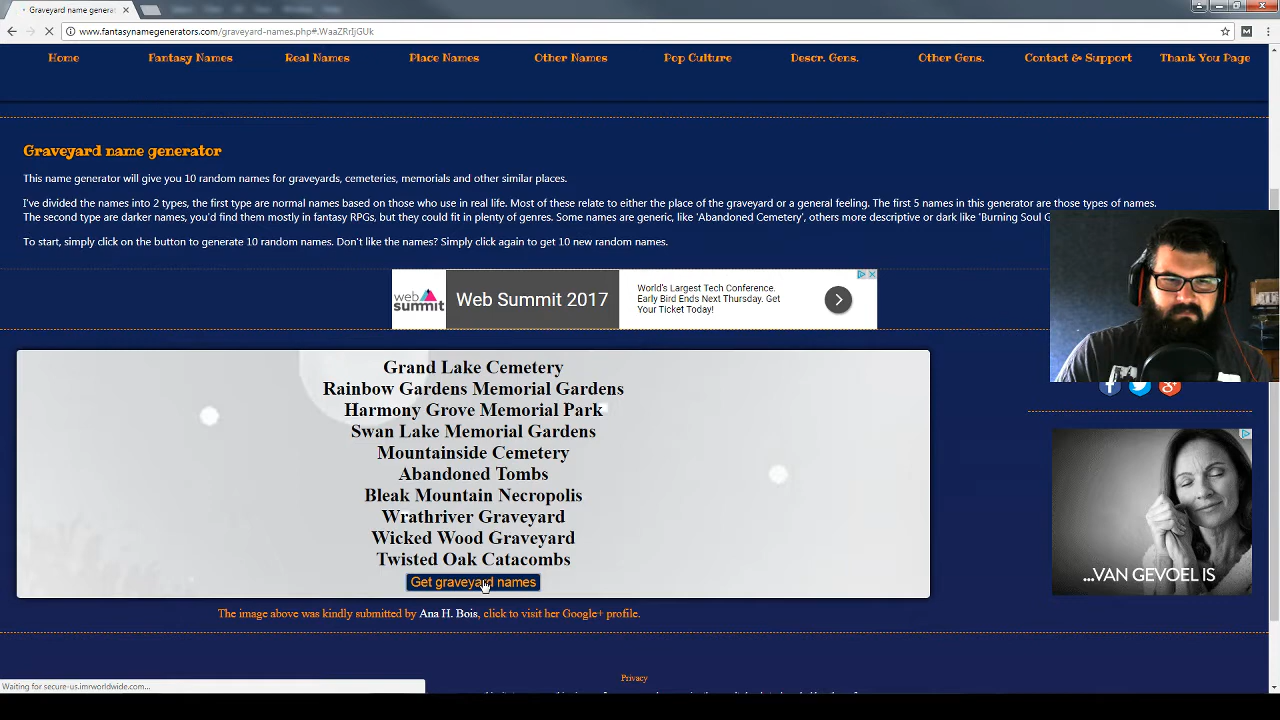 Graveyard name genera
www.fantasynamegenerators.com/graveyard-names.php#.WaaZRrIjGUk
Home Fantasy Names Real Names Place Names Other Names Pop Culture Descr. Gens. Other Gens. Contact & Support Thank You Page
Graveyard name generator
This name generator will give you 10 random names for graveyards, cemeteries, memorials and other similar places.
I've divided the names into 2 types, the first type are normal names based on those who use in real life. Most of these relate to either the place of the graveyard or a general feeling. The first 5 names in this generator are those types of names.
The second type are darker names, you'd find them mostly in fantasy RPGs, but they could fit in plenty of genres. Some names are generic, like 'Abandoned Cemetery', others more descriptive or dark like 'Burning Soul G
To start, simply click on the button to generate 10 random names. Don't like the names? Simply click again to get 10 new random names.
web summit
Web Summit 2017
World's Largest Tech Conference.
Early Bird Ends Next Thursday. Get
Your Ticket Today!
Grand Lake Cemetery
Rainbow Gardens Memorial Gardens
Harmony Grove Memorial Park
Swan Lake Memorial Gardens
Mountainside Cemetery
Abandoned Tombs
Bleak Mountain Necropolis
Wrathriver Graveyard
Wicked Wood Graveyard
Twisted Oak Catacombs
Get graveyard names
The image above was kindly submitted by Ana H. Bois, click to visit her Google+ profile.
...VAN GEVOEL IS
Privacy
Waiting for secure-us.imrworldwide.com...